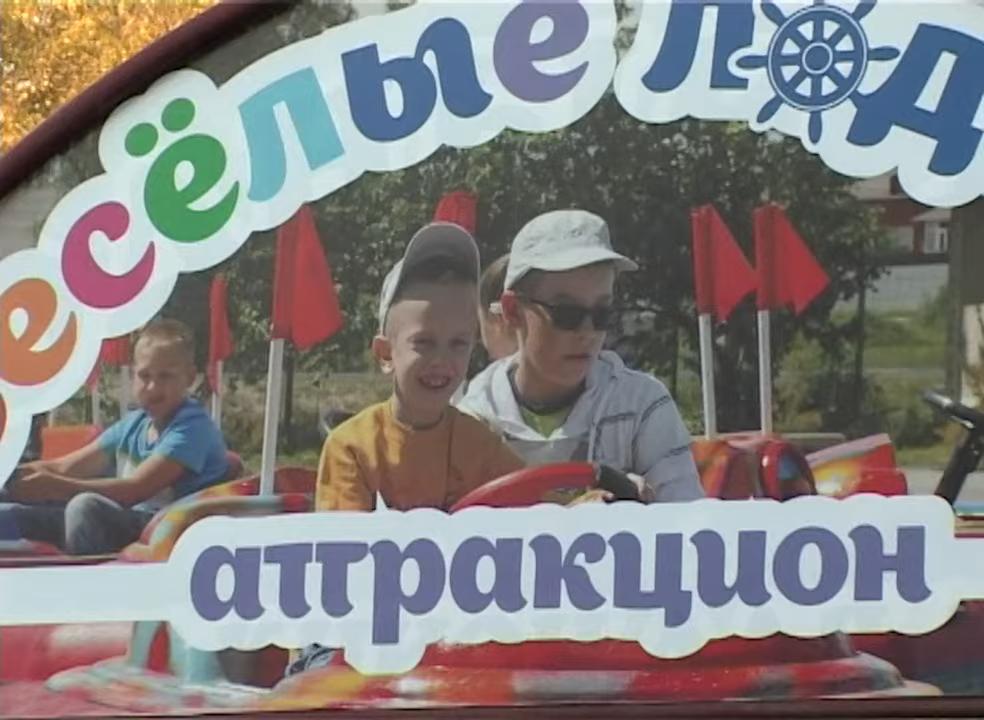 есёлые лод
аттракцион